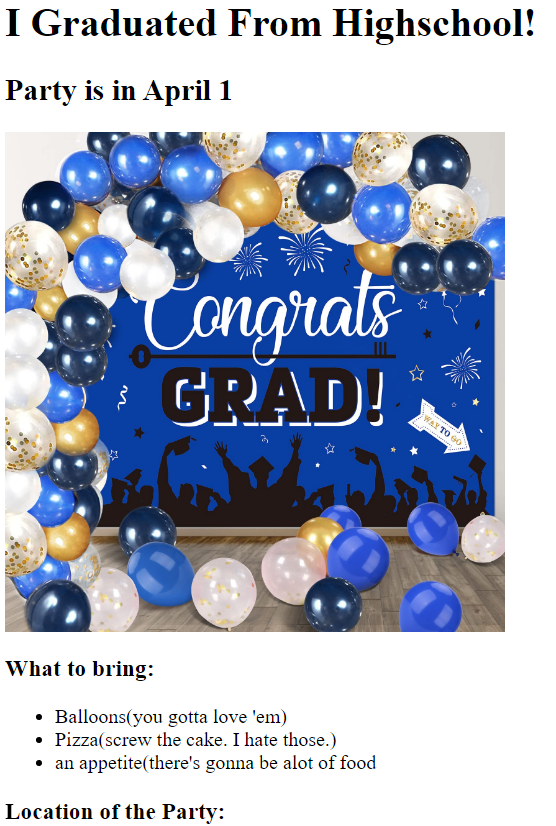 I Graduated From Highschool!
Party is in April 1
Congrats
GRAD!
WAY TO GO
What to bring:
Balloons(you gotta love 'em)
Pizza(screw the cake. I hate those.)
an appetite(there's gonna be alot of food
Location of the Party: